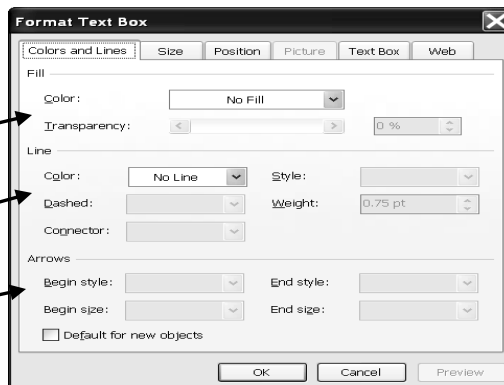 Format Text Box
Colors and Lines Size Position Picture Text Box Web
Fill
Color: No Fill
Transparency: 0 %
Line
Color: No Line Style:
Dashed: Weight: 0.75 pt
Connector:
Arrows
Begin style: End style:
Begin size: End size:
Default for new objects
OK Cancel Preview